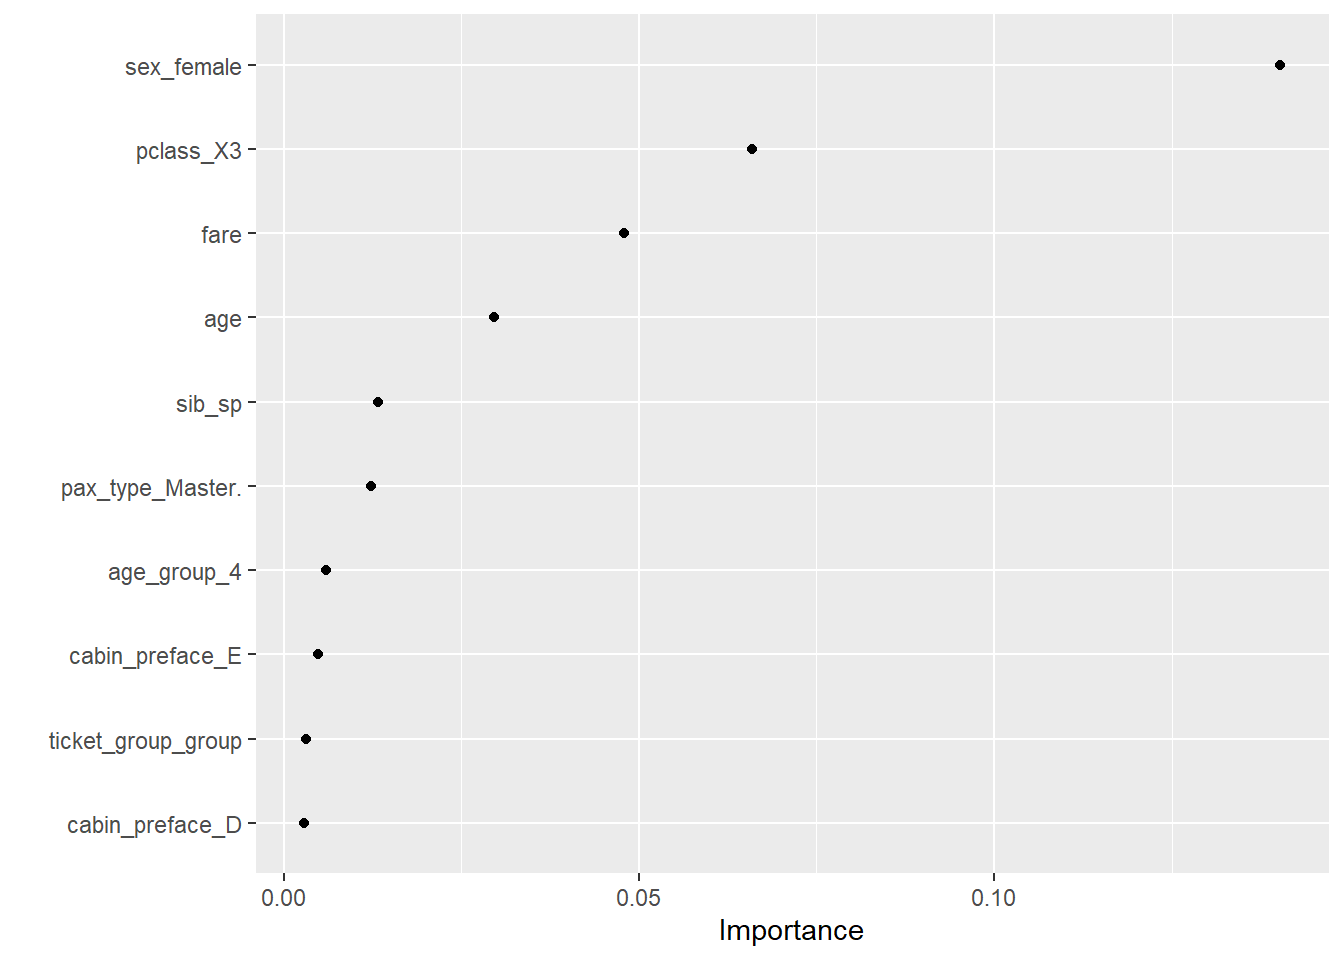 sex_female
pclass_X3
fare
age
sib_sp
pax_type_Master.
age_group_4
cabin_preface_E
ticket_group_group
cabin_preface_D
0.00 0.05 0.10
Importance